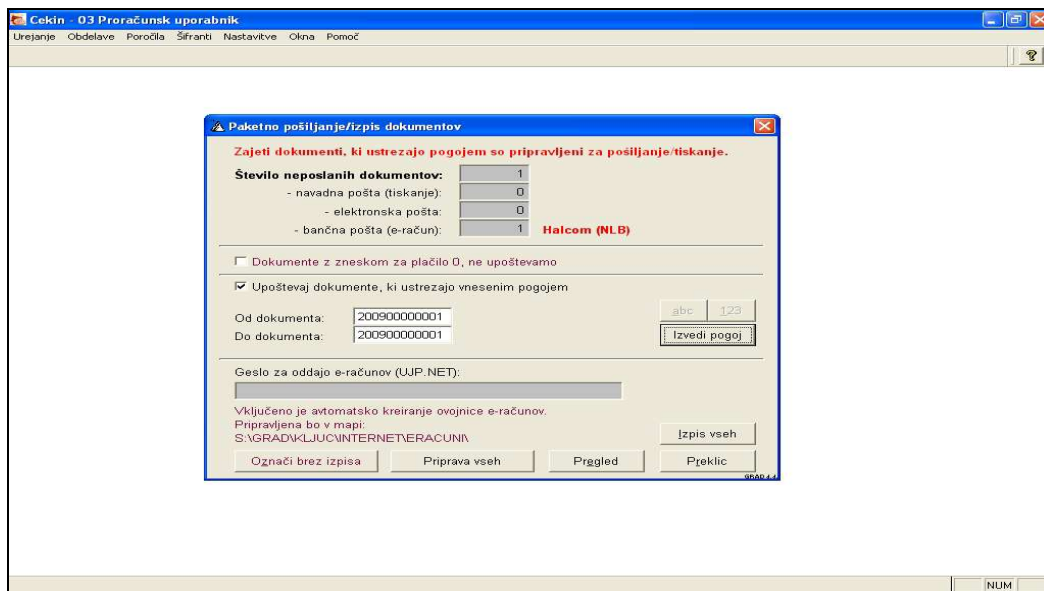 Cekin - 03 Proračunsk uporabnik
Urejanje Obdelave Poročila Šifranti Nastavitve Okna Pomoč
Paketno pošiljanje/izpis dokumentov
Zajeti dokumenti, ki ustrezajo pogojem so pripravljeni za pošiljanje/tiskanje.
Število neposlanih dokumentov: 1
- navadna pošta (tiskanje): 0
- elektronska pošta: 0
- bančna pošta (e-račun): 1 Halcom (NLB)
Dokumente z zneskom za plačilo 0, ne upoštevamo
Upoštevaj dokumente, ki ustrezajo vnesenim pogojem
abc 123
Od dokumenta: 200900000001
Do dokumenta: 200900000001
Izvedi pogoj
Geslo za oddajo e-računov (UJP.NET):
Vključeno je avtomatsko kreiranje ovojnice e-računov.
Pripravljena bo v mapi:
S:\GRAD\KLJUC\INTERNET\ERACUNI\
Izpis vseh
Označi brez izpisa Priprava vseh Pregled Preklic
GRAD 4.4
NUM